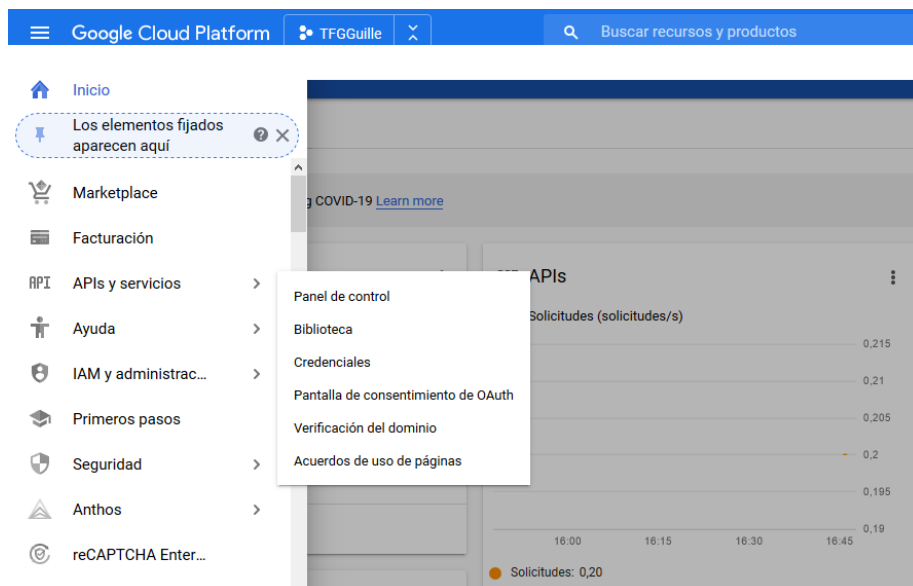 Google Cloud Platform
TFGGuille
Buscar recursos y productos
Inicio
Los elementos fijados
aparecen aquí
Marketplace
Facturación
API APIs y servicios
Ayuda
IAM y administrac...
Primeros pasos
Seguridad
Anthos
reCAPTCHA Enter...
Panel de control
Biblioteca
Credenciales
Pantalla de consentimiento de OAuth
Verificación del dominio
Acuerdos de uso de páginas
COVID-19 Learn more
APIs
Solicitudes (solicitudes/s)
0,215
0,21
0,205
0,2
0,195
0,19
16:00 16:15 16:30 16:45
Solicitudes: 0,20